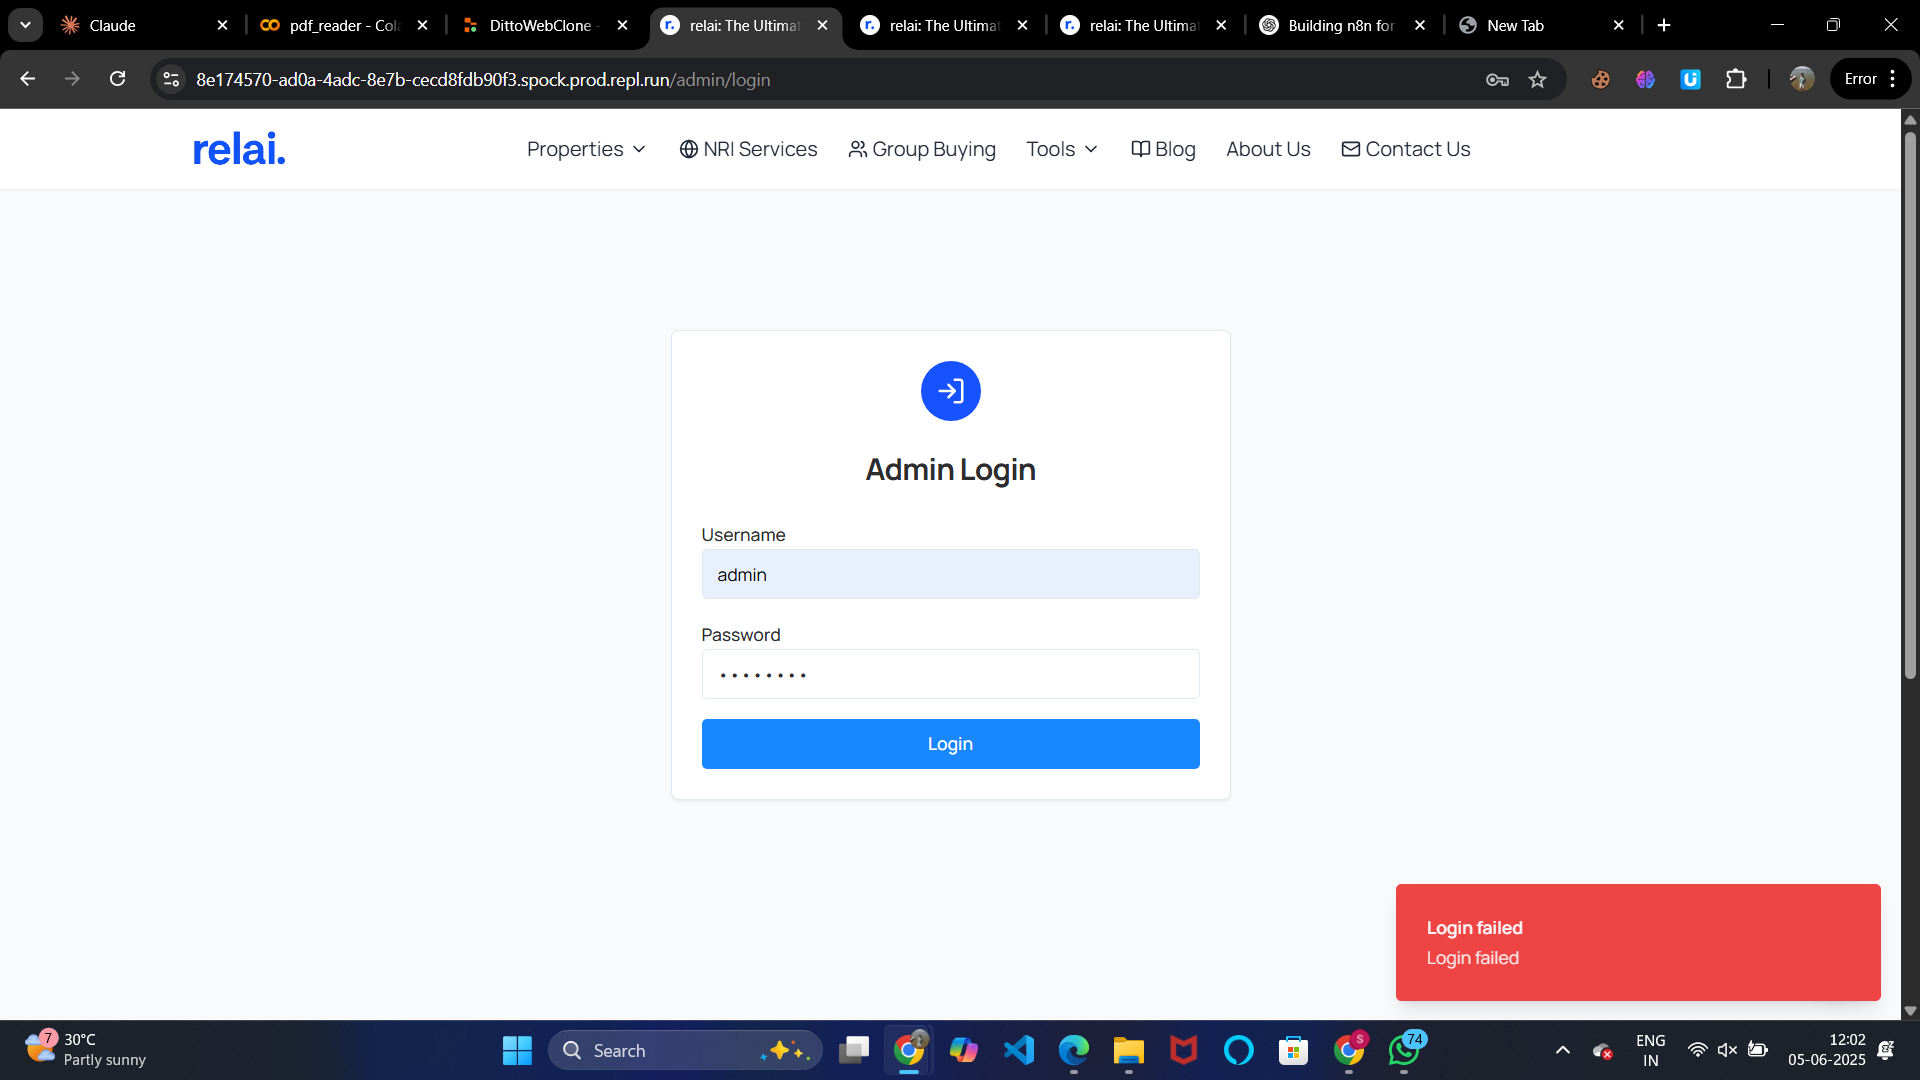 Claude
pdf_reader - Cola
DittoWebClone -
relai: The Ultimat
relai: The Ultimat
relai: The Ultimat
Building n8n for
New Tab
8e174570-ad0a-4adc-8e7b-cecd8fdb90f3.spock.prod.repl.run/admin/login
Error
relai.
Properties
NRI Services
Group Buying
Tools
Blog
About Us
Contact Us
Admin Login
Username
admin
Password
Login
Login failed
Login failed
7
30°C
Partly sunny
Search
S
74
ENG
IN
12:02
05-06-2025